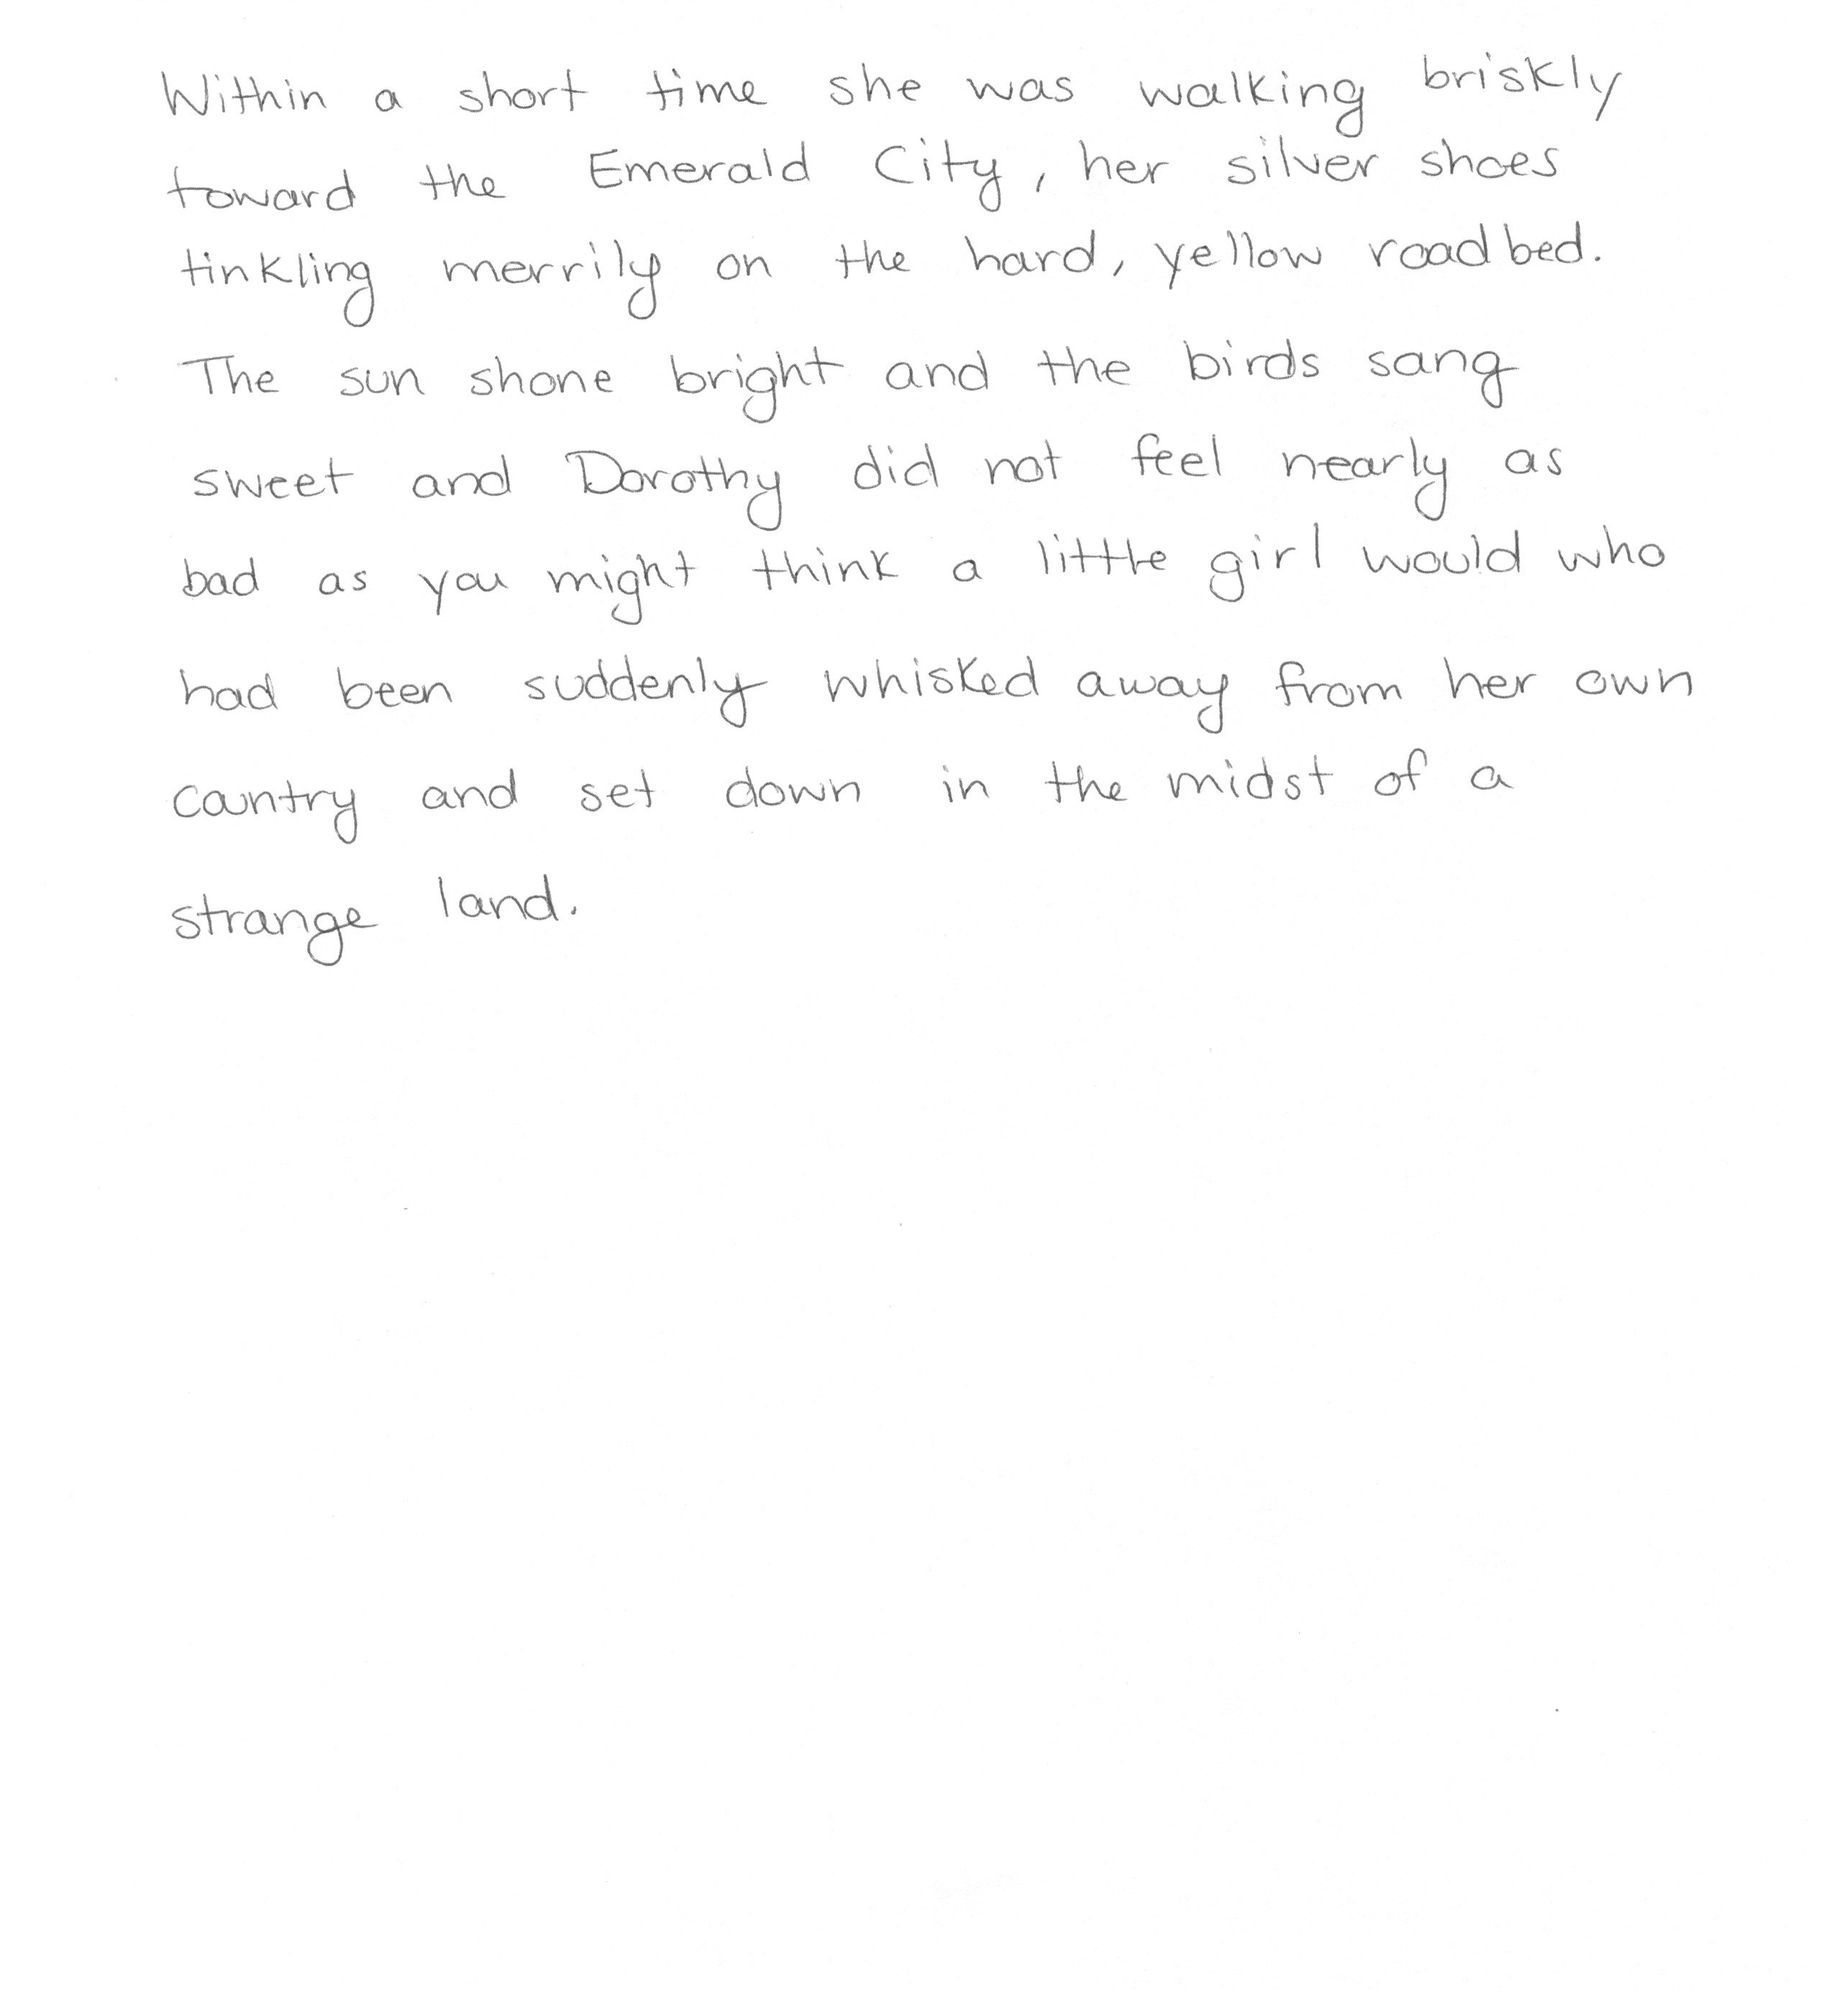 Within a short time she was walking briskly
toward the Emerald City, her silver shoes
tinkling merrily on the hard, yellow roadbed.
The sun shone bright and the birds sang
sweet and Dorothy did not feel nearly as
bad as you might think a little girl would who
had been suddenly whisked away from her own
country and set down in the midst of a
strange land.